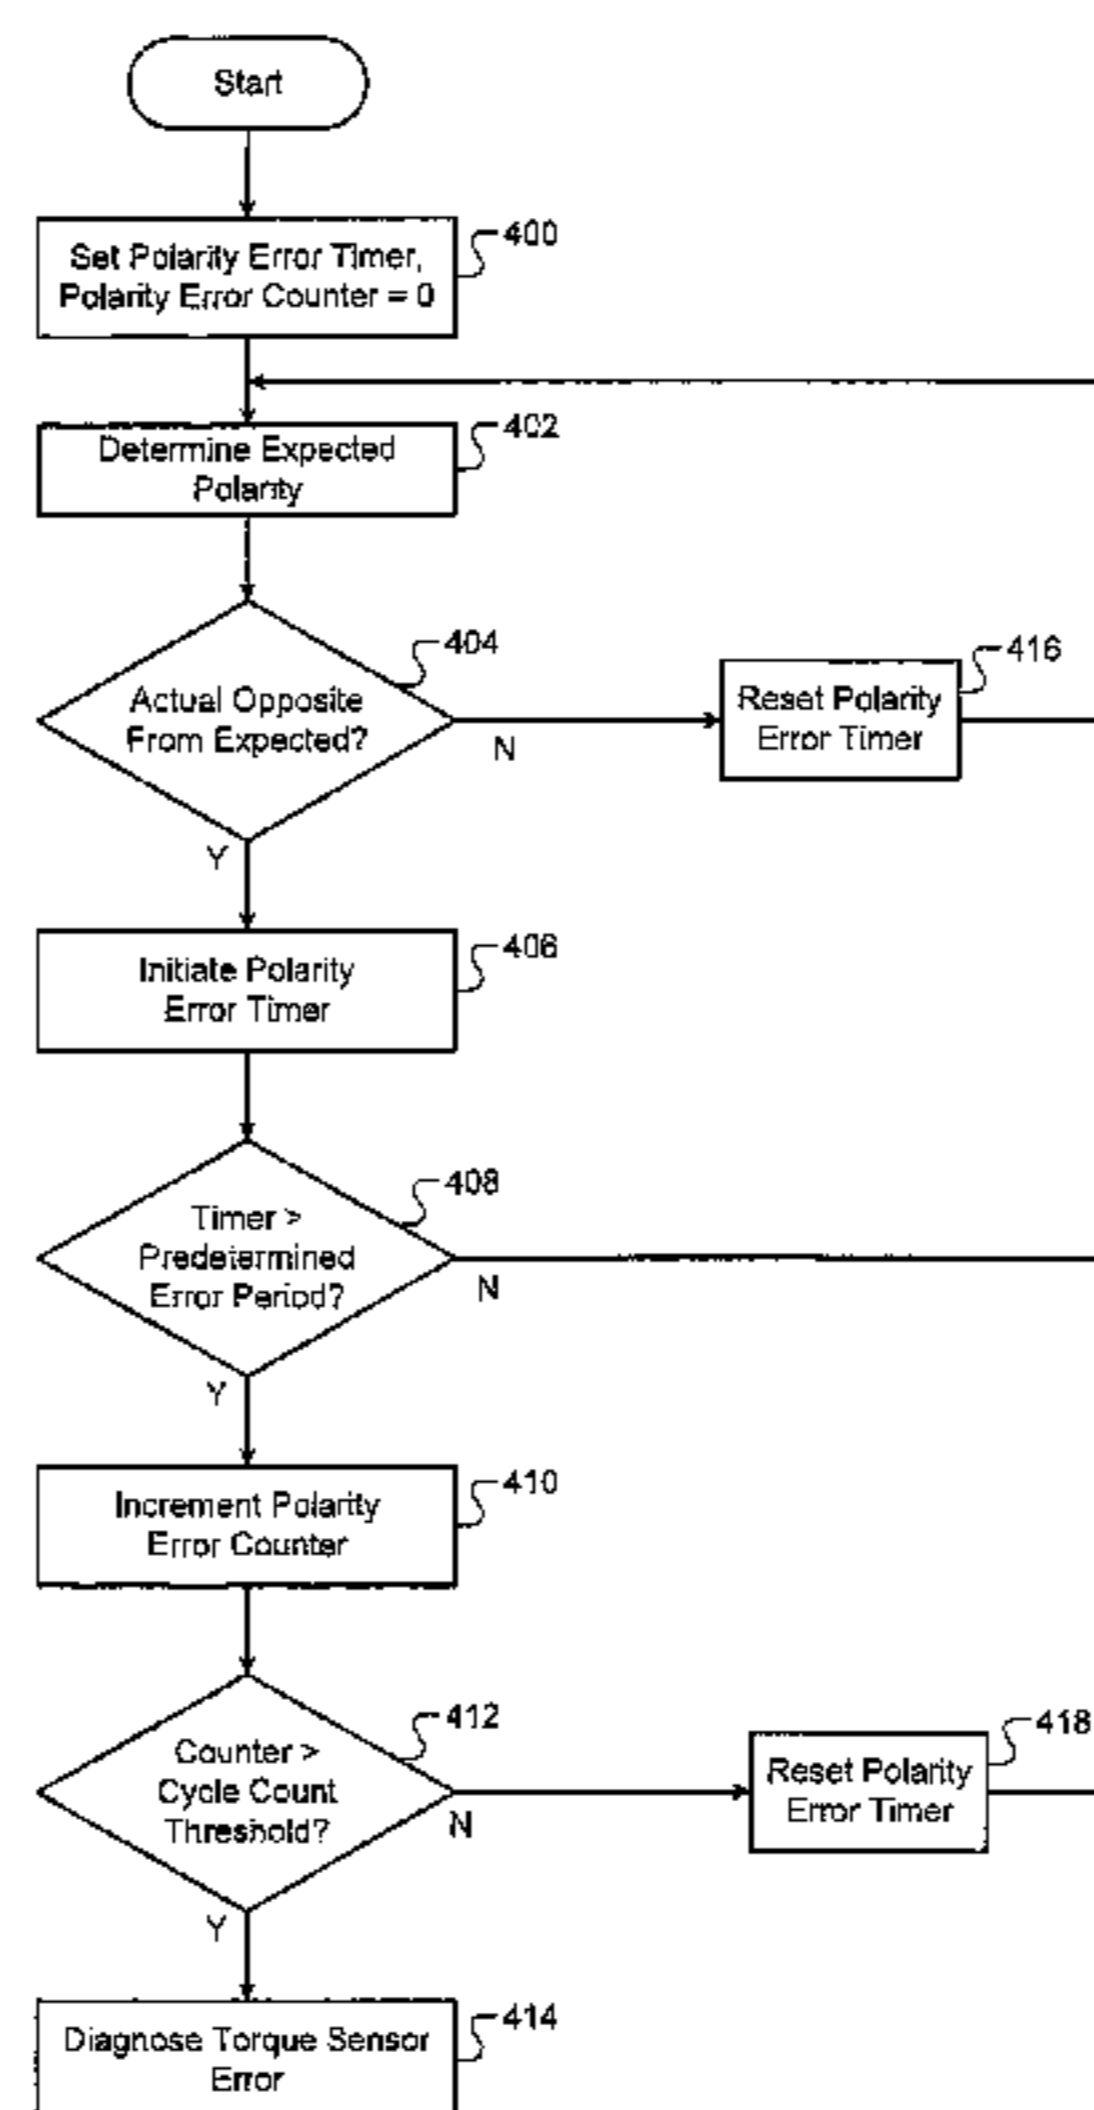 Start
400
Set Polarity Error Timer,
Polarity Error Counter = 0
402
Determine Expected
Polarity
404
Actual Opposite
From Expected?
N
416
Reset Polarity
Error Timer
Y
406
Initiate Polarity
Error Timer
408
Timer >
Predetermined
Error Period?
N
Y
410
Increment Polarity
Error Counter
412
Counter >
Cycle Count
Threshold?
N
418
Reset Polarity
Error Timer
Y
414
Diagnose Torque Sensor
Error